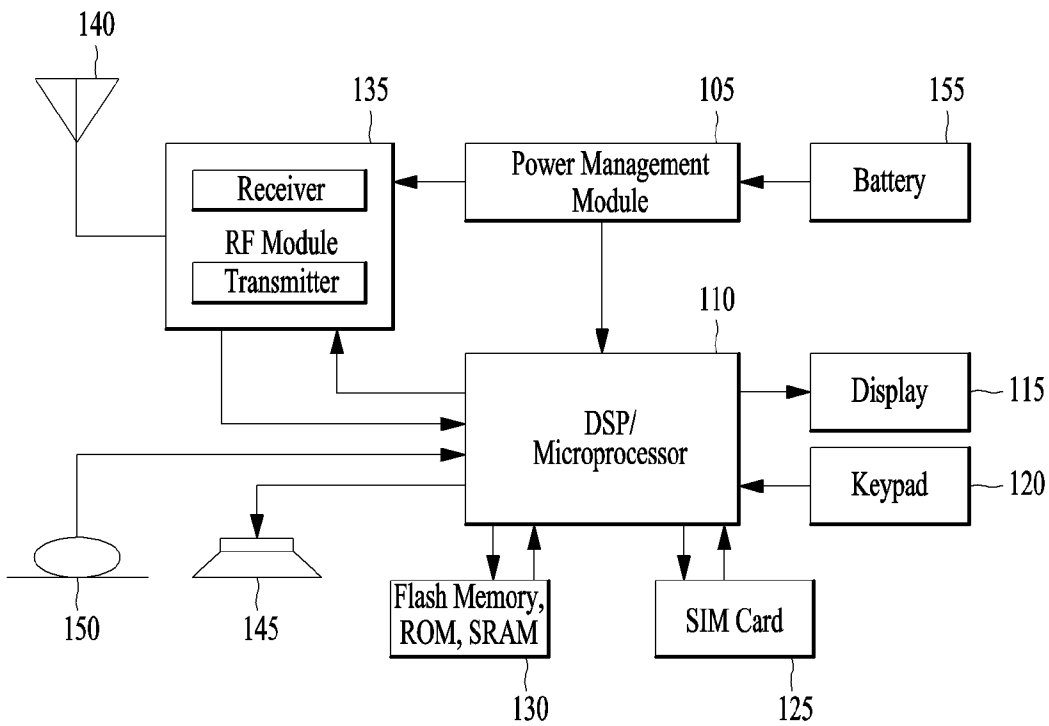 140
135
105
155
Receiver
RF Module
Transmitter
Power Management
Module
Battery
110
DSP/
Microprocessor
Display
115
Keypad
120
150
145
Flash Memory,
ROM, SRAM
130
SIM Card
125